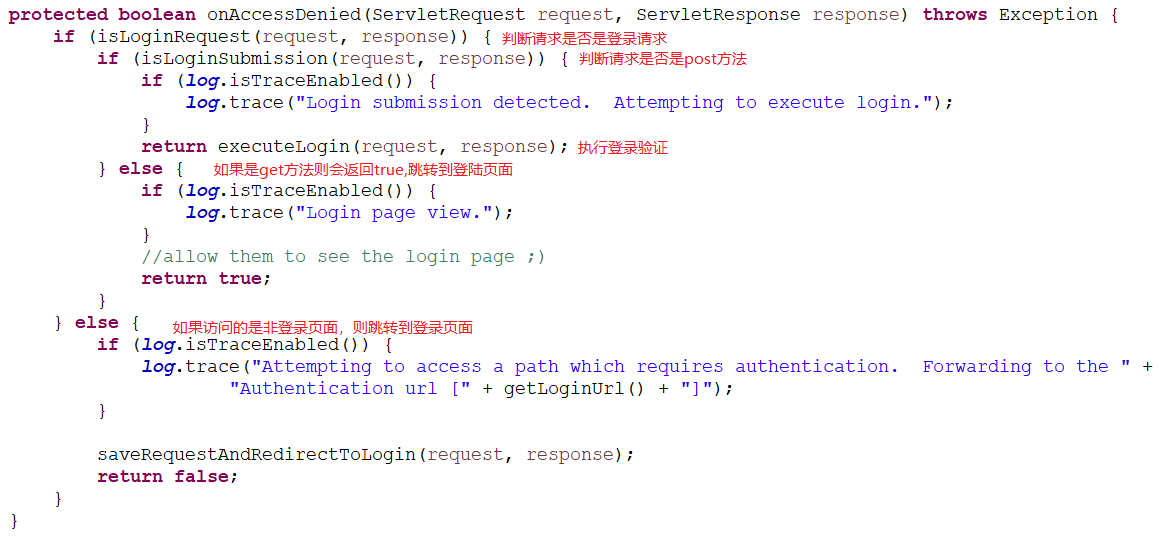 protected boolean onAccessDenied(ServletRequest request, ServletResponse response) throws Exception {
if (isLoginRequest(request, response)) { 判断请求是否是登录请求
if (isLoginSubmission(request, response)) { 判断请求是否是post方法
if (log.isTraceEnabled()) {
log.trace("Login submission detected.  Attempting to execute login.");
}
return executeLogin(request, response); 执行登录验证
} else { 如果是get方法则会返回true,跳转到登陆页面
if (log.isTraceEnabled()) {
log.trace("Login page view.");
}
//allow them to see the login page ;)
return true;
}
} else { 如果访问的是非登录页面，则跳转到登录页面
if (log.isTraceEnabled()) {
log.trace("Attempting to access a path which requires authentication.  Forwarding to the " +
"Authentication url [" + getLoginUrl() + "]");
}
saveRequestAndRedirectToLogin(request, response);
return false;
}
}